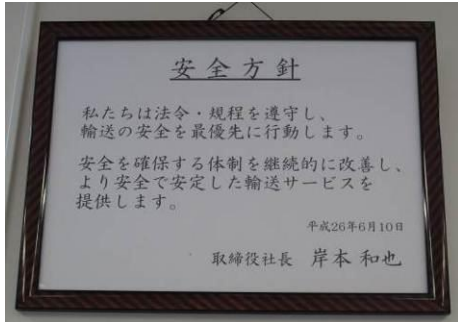 安全方針
私たちは法令・規程を遵守し、
輸送の安全を最優先に行動します。
安全を確保する体制を継続的に改善し、
より安全で安定した輸送サービスを
提供します。
平成26年6月10日
取締役社長　岸本 和也